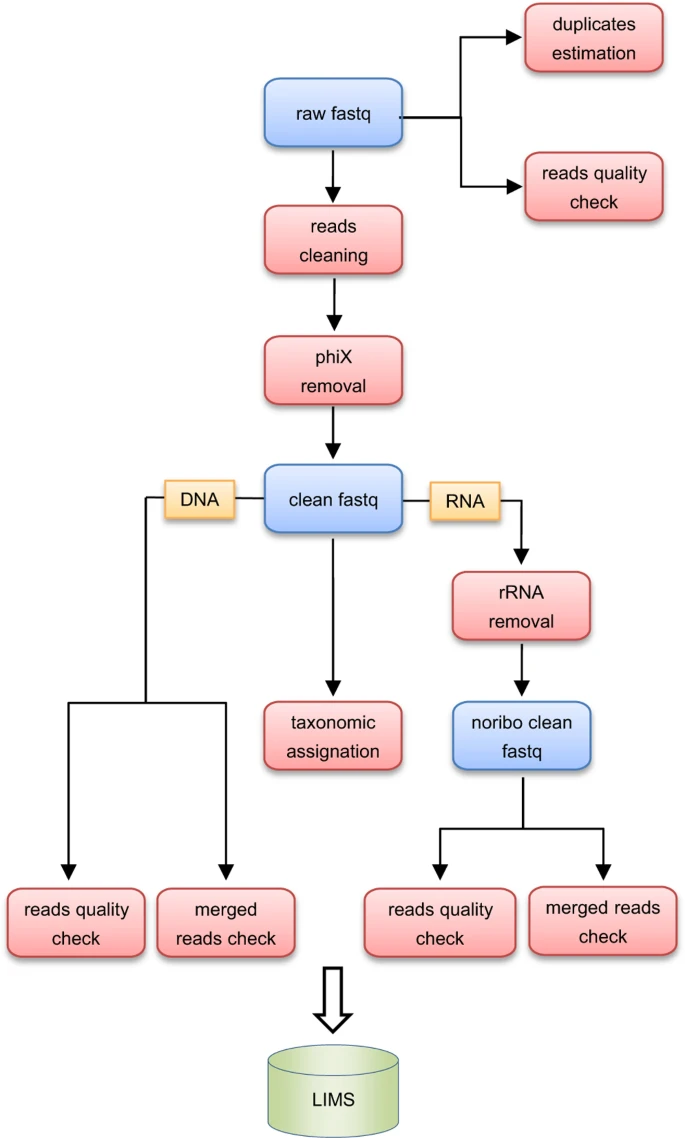 duplicates
estimation
raw fastq
reads quality
check
reads
cleaning
phiX
removal
DNA
clean fastq
RNA
rRNA
removal
taxonomic
assignation
noribo clean
fastq
reads quality
check
merged
reads check
reads quality
check
merged reads
check
LIMS